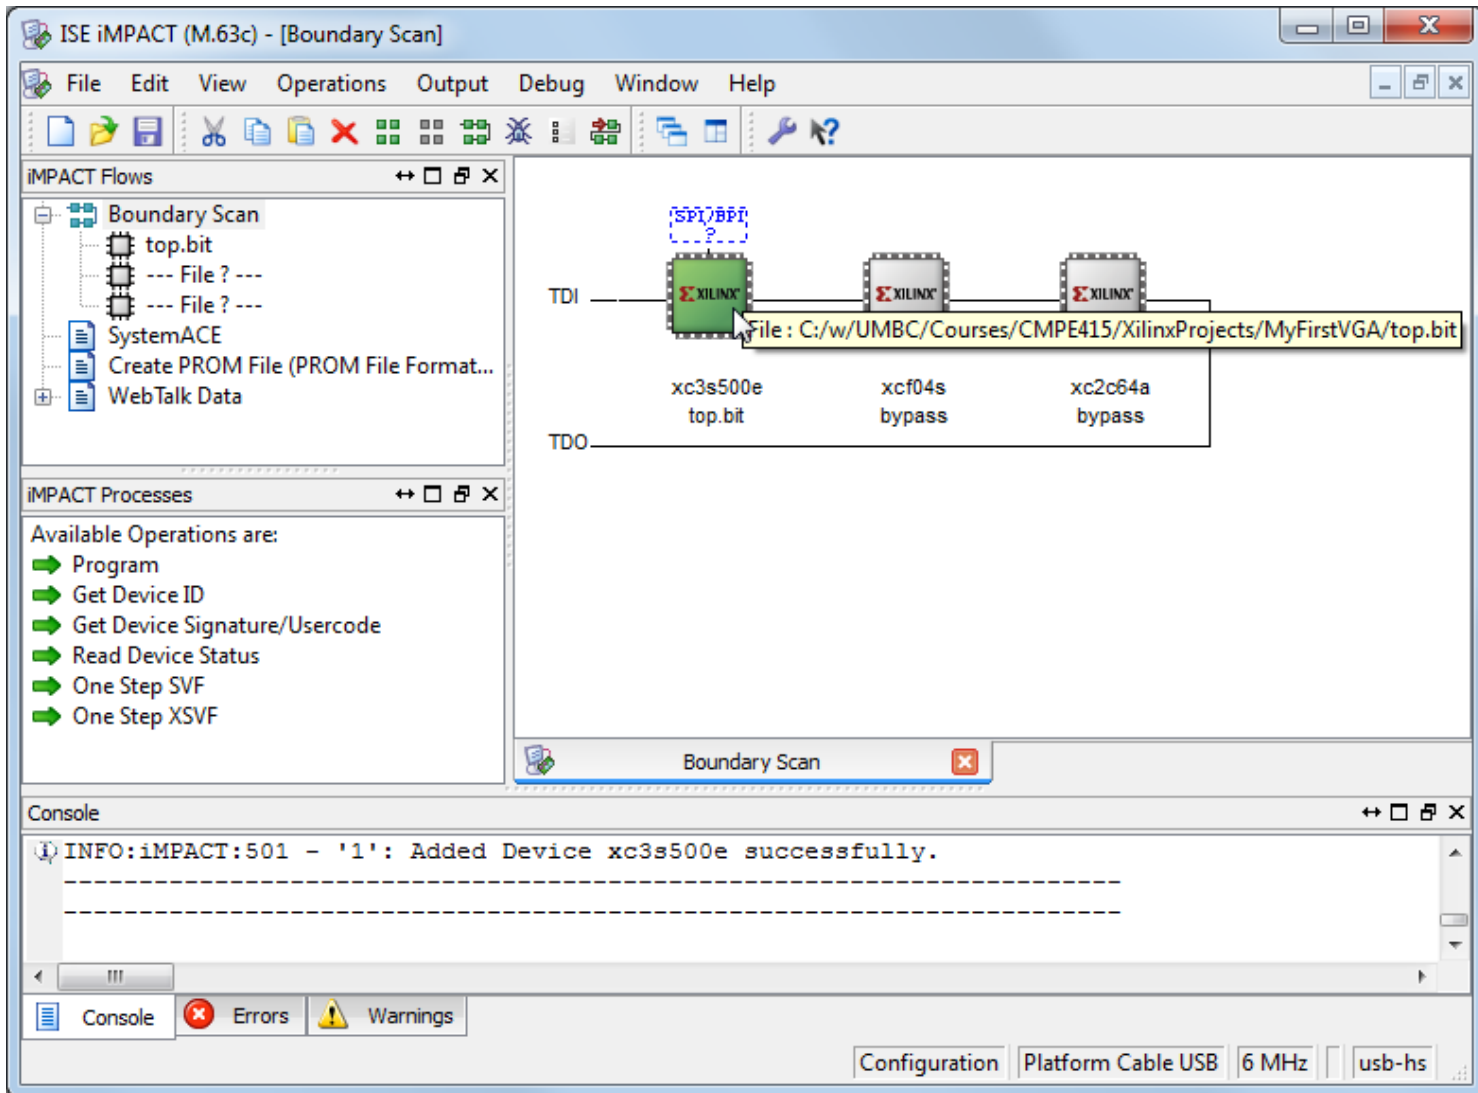 ISE iMPACT (M.63c) - [Boundary Scan]
File Edit View Operations Output Debug Window Help
iMPACT Flows
Boundary Scan
top.bit
--- File ? ---
--- File ? ---
SystemACE
Create PROM File (PROM File Format...
WebTalk Data
iMPACT Processes
Available Operations are:
Program
Get Device ID
Get Device Signature/Usercode
Read Device Status
One Step SVF
One Step XSVF
SPI/BPI
?
TDI
XILINX
XILINX
XILINX
File : C:/w/UMBC/Courses/CMPE415/XilinxProjects/MyFirstVGA/top.bit
xc3s500e xcf04s xc2c64a
top.bit bypass bypass
TDO
Boundary Scan
Console
INFO:iMPACT:501 - '1': Added Device xc3s500e successfully.
----------------------------------------------------------------------
----------------------------------------------------------------------
Console Errors Warnings
Configuration Platform Cable USB 6 MHz usb-hs